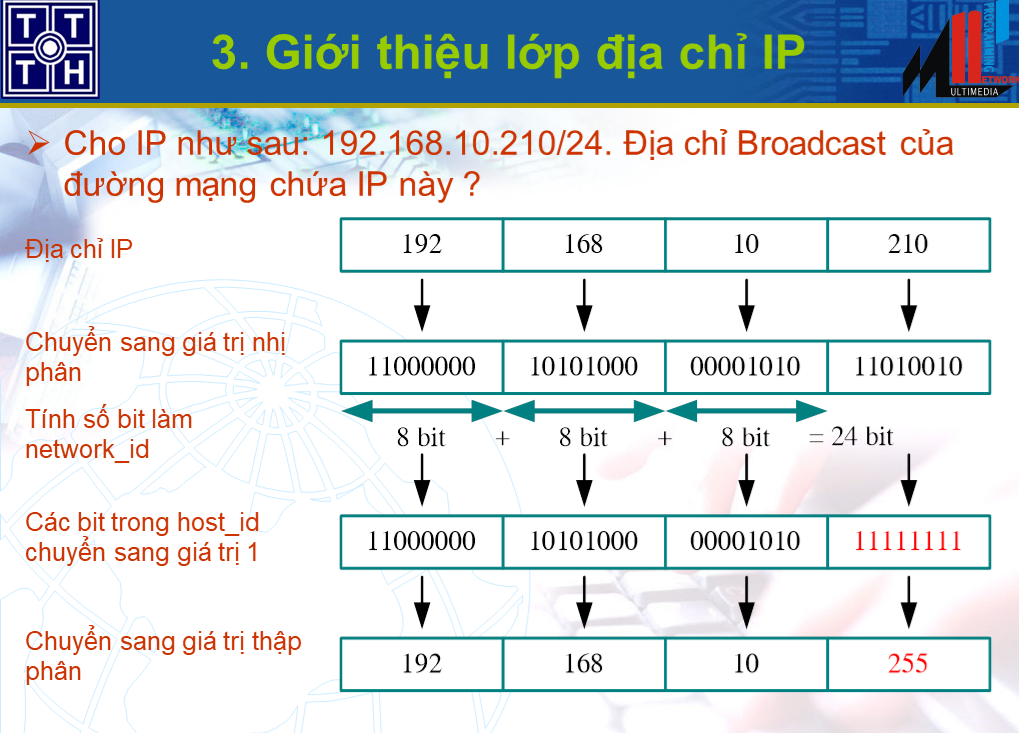 T T
T H
3. Giới thiệu lớp địa chỉ IP
PROGRAMMING
NETWORK
ULTIMEDIA
Cho IP như sau: 192.168.10.210/24. Địa chỉ Broadcast của
đường mạng chứa IP này ?
Địa chỉ IP
192 168 10 210
Chuyển sang giá trị nhị
phân
11000000 10101000 00001010 11010010
Tính số bit làm
network_id
8 bit + 8 bit + 8 bit = 24 bit
Các bit trong host_id
chuyển sang giá trị 1
11000000 10101000 00001010 11111111
Chuyển sang giá trị thập
phân
192 168 10 255